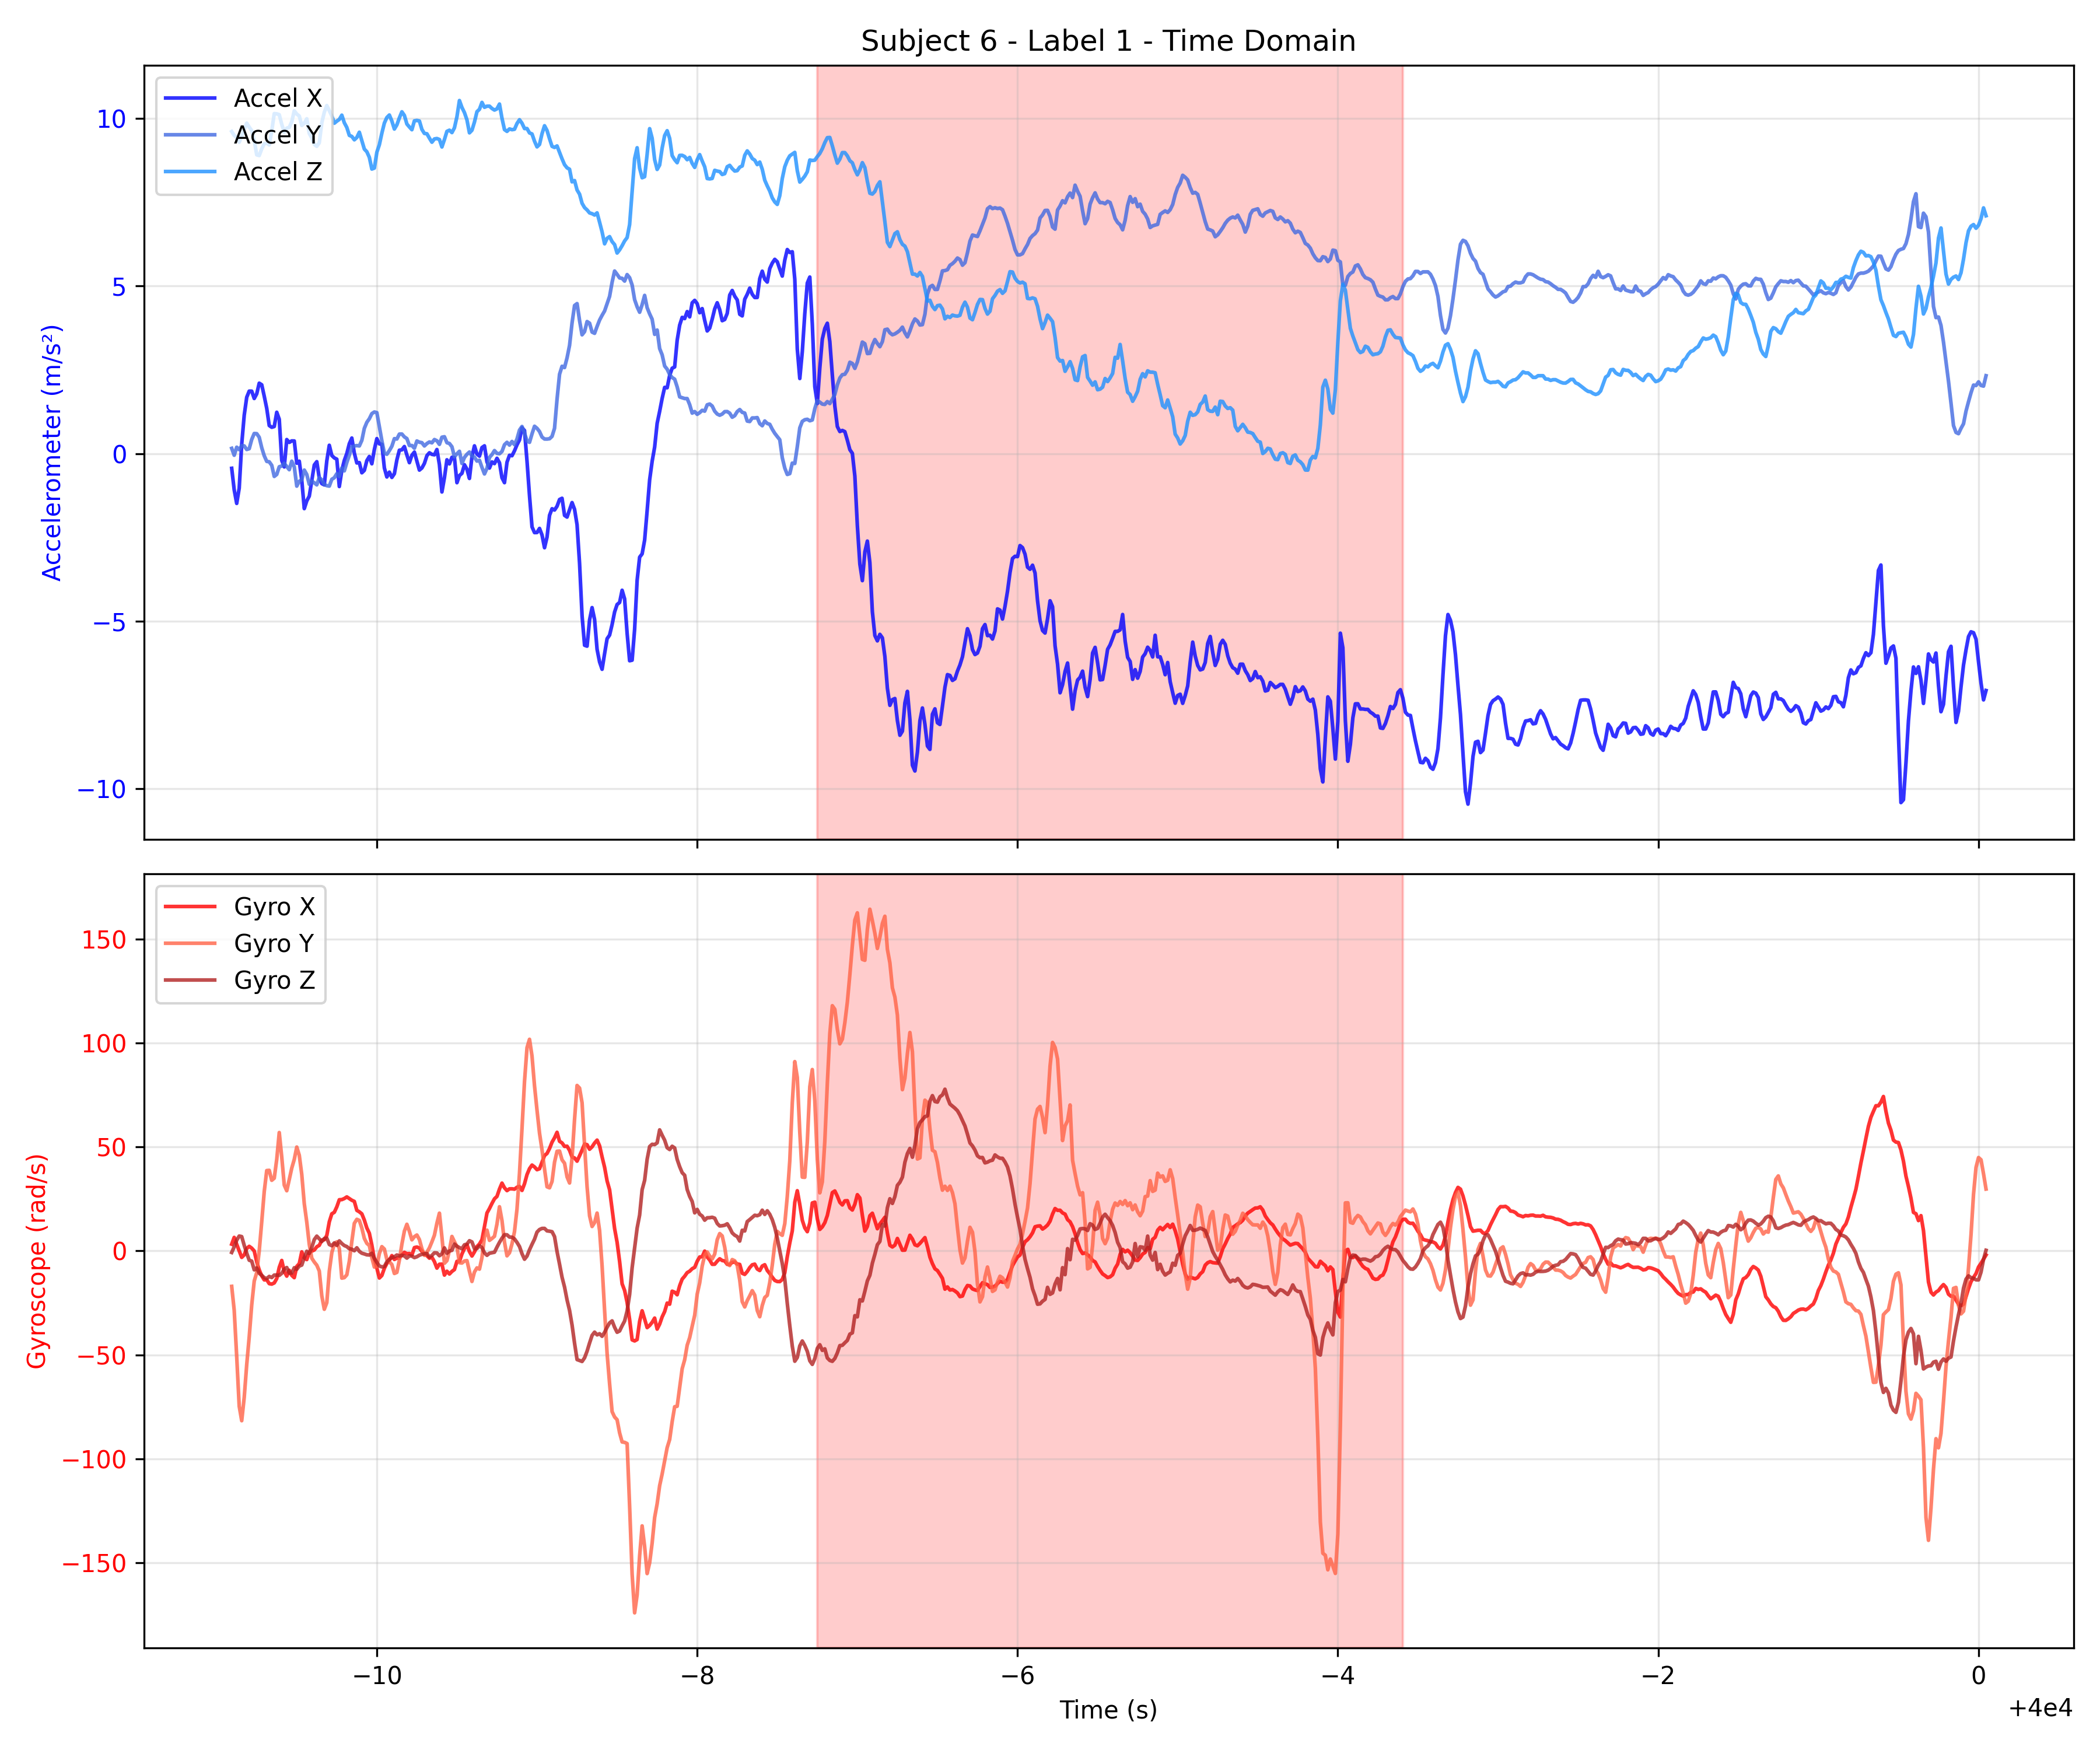 Subject 6 - Label 1 - Time Domain
Accel X
Accel Y
Accel Z
10
5
0
−5
−10
Accelerometer (m/s²)
Gyro X
Gyro Y
Gyro Z
150
100
50
0
−50
−100
−150
Gyroscope (rad/s)
−10
−8
−6
−4
−2
0
Time (s)
+4e4